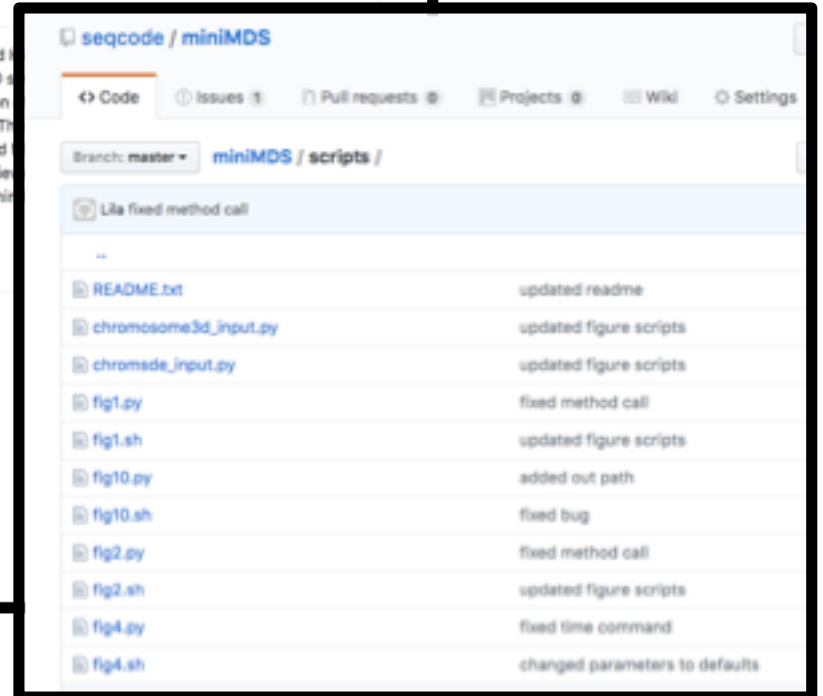 seqcode / miniMDS
Code Issues 1 Pull requests 0 Projects 0 Wiki Settings
Branch: master miniMDS / scripts /
Lila fixed method call
..
README.txt updated readme
chromosome3d_input.py updated figure scripts
chromsde_input.py updated figure scripts
fig1.py fixed method call
fig1.sh updated figure scripts
fig10.py added out path
fig10.sh fixed bug
fig2.py fixed method call
fig2.sh updated figure scripts
fig4.py fixed time command
fig4.sh changed parameters to defaults